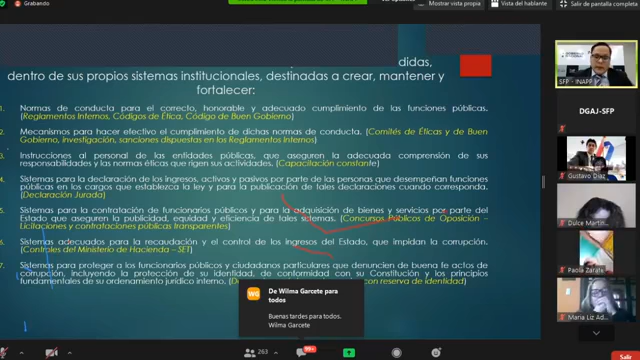 Grabando
Mostrar vista propia
Vista del hablante
Salir de pantalla completa
didas,
dentro de sus propios sistemas institucionales, destinadas a crear, mantener y
fortalecer:
1. Normas de conducta para el correcto, honorable y adecuado cumplimiento de las funciones públicas.
(Reglamentos Internos, Códigos de Ética, Código de Buen Gobierno)
2. Mecanismos para hacer efectivo el cumplimiento de dichas normas de conducta. (Comités de Éticas y de Buen
Gobierno, investigación, sanciones dispuestas en los Reglamentos Internos)
3. Instrucciones al personal de las entidades públicas, que aseguren la adecuada comprensión de sus
responsabilidades y las normas éticas que rigen sus actividades. (Capacitación constante)
4. Sistemas para la declaración de los ingresos, activos y pasivos por parte de las personas que desempeñan funciones
públicas en los cargos que establezca la ley y para la publicación de tales declaraciones cuando corresponda.
(Declaración Jurada)
5. Sistemas para la contratación de funcionarios públicos y para la adquisición de bienes y servicios por parte del
Estado que aseguren la publicidad, equidad y eficiencia de tales sistemas. (Concursos Públicos de Oposición -
Licitaciones y contrataciones públicas transparentes)
6. Sistemas adecuados para la recaudación y el control de los ingresos del Estado, que impidan la corrupción.
(Controles del Ministerio de Hacienda - SET)
7. Sistemas para proteger a los funcionarios públicos y ciudadanos particulares que denuncien de buena fe actos de
corrupción, incluyendo la protección de su identidad, de conformidad con su Constitución y los principios
fundamentales de su ordenamiento jurídico interno. con reserva de identidad)
WG
De Wilma Garcete para
todos
Buenas tardes para todos.
Wilma Garcete
SFP - INAPP
DGAJ-SFP
Gustavo Diaz
Dulce Martine
Paola Zarate
Maria Liz Ad...
263
99+
Salir